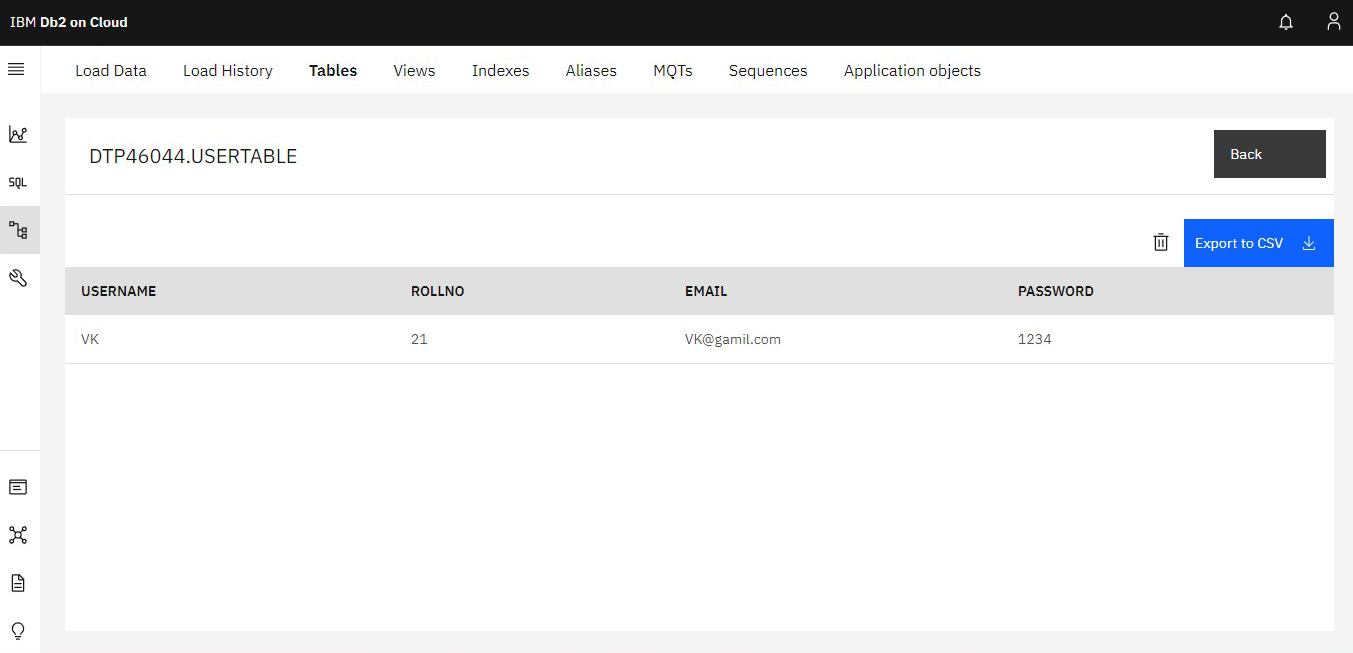 IBM Db2 on Cloud
Load Data Load History Tables Views Indexes Aliases MQTs Sequences Application objects
DTP46044.USERTABLE
Back
SQL
Export to CSV
USERNAME ROLLNO EMAIL PASSWORD
VK 21 VK@gamil.com 1234